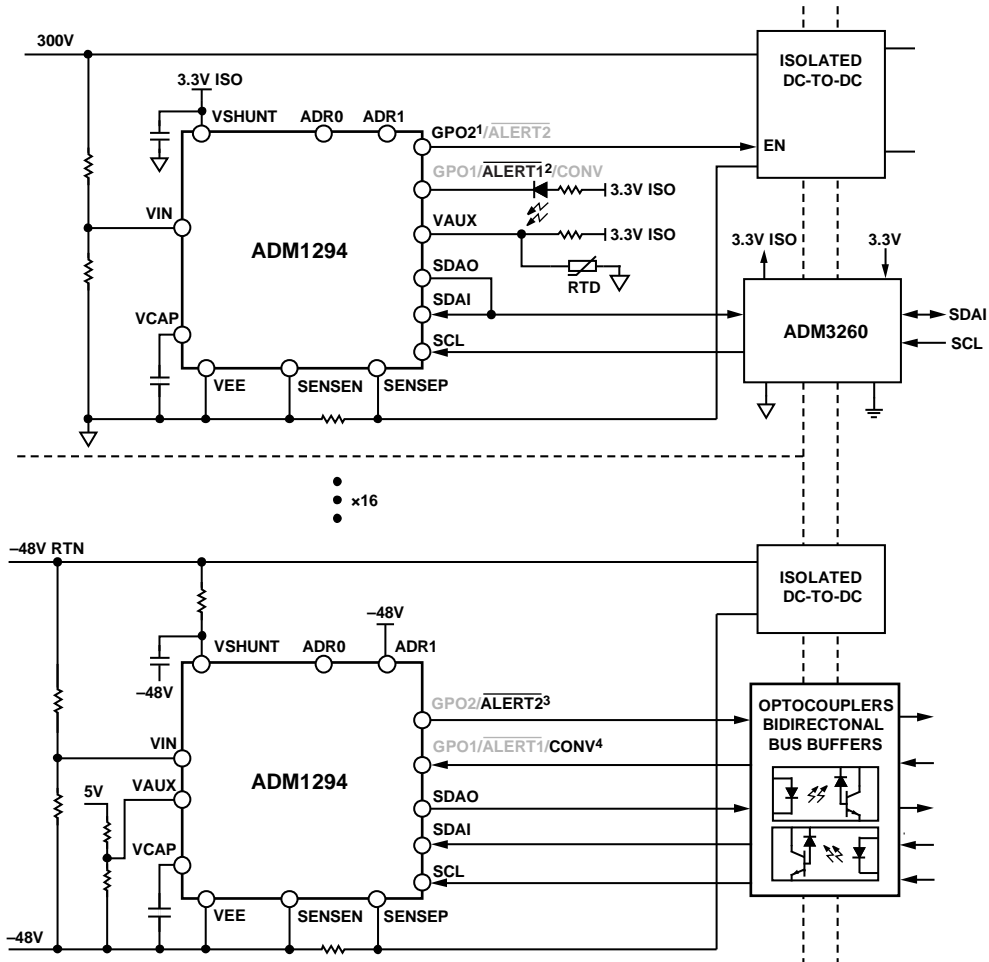 300V
ISOLATED
DC-TO-DC
3.3V ISO
VSHUNT
ADR0
ADR1
GPO21/ALERT2
EN
GPO1/ALERT12/CONV
3.3V ISO
VIN
VAUX
3.3V ISO
ADM1294
3.3V ISO
3.3V
SDAO
RTD
SDAI
SDAI
VCAP
ADM3260
SCL
SCL
VEE
SENSEN
SENSEP
×16
–48V RTN
ISOLATED
DC-TO-DC
–48V
VSHUNT
ADR0
ADR1
–48V
GPO2/ALERT23
OPTOCOUPLERS
BIDIRECTONAL
BUS BUFFERS
VIN
GPO1/ALERT1/CONV4
ADM1294
5V
VAUX
SDAO
SDAI
VCAP
SCL
VEE
SENSEN
SENSEP
–48V